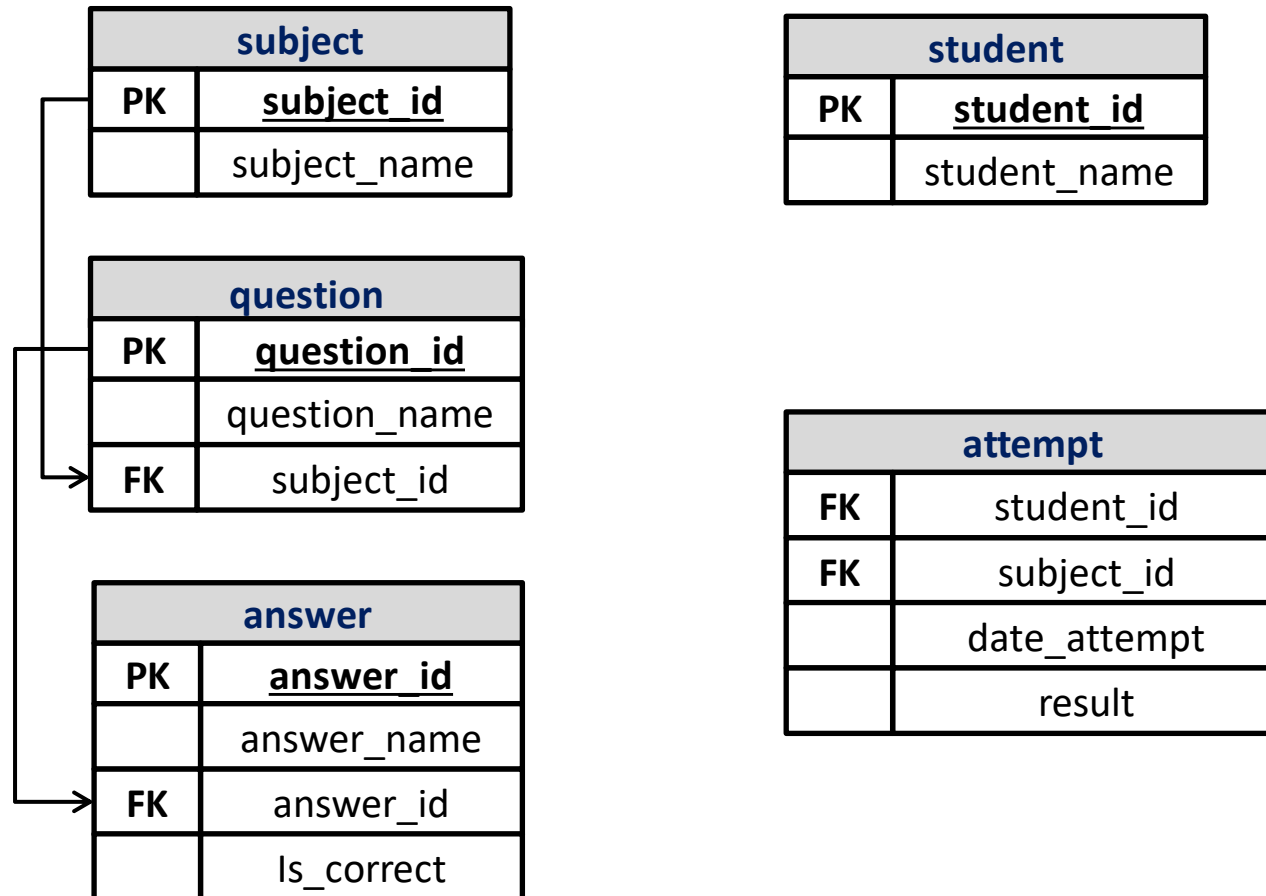 subject
PK subject_id
subject_name
question
PK question_id
question_name
FK subject_id
answer
PK answer_id
answer_name
FK answer_id
Is_correct
student
PK student_id
student_name
attempt
FK student_id
FK subject_id
date_attempt
result